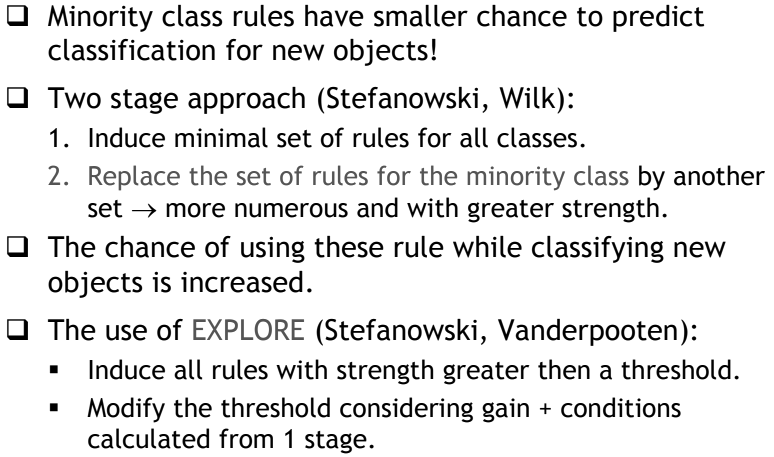 ❑ Minority class rules have smaller chance to predict
classification for new objects!
❑ Two stage approach (Stefanowski, Wilk):
1. Induce minimal set of rules for all classes.
2. Replace the set of rules for the minority class by another
set → more numerous and with greater strength.
❑ The chance of using these rule while classifying new
objects is increased.
❑ The use of EXPLORE (Stefanowski, Vanderpooten):
▪ Induce all rules with strength greater then a threshold.
▪ Modify the threshold considering gain + conditions
calculated from 1 stage.